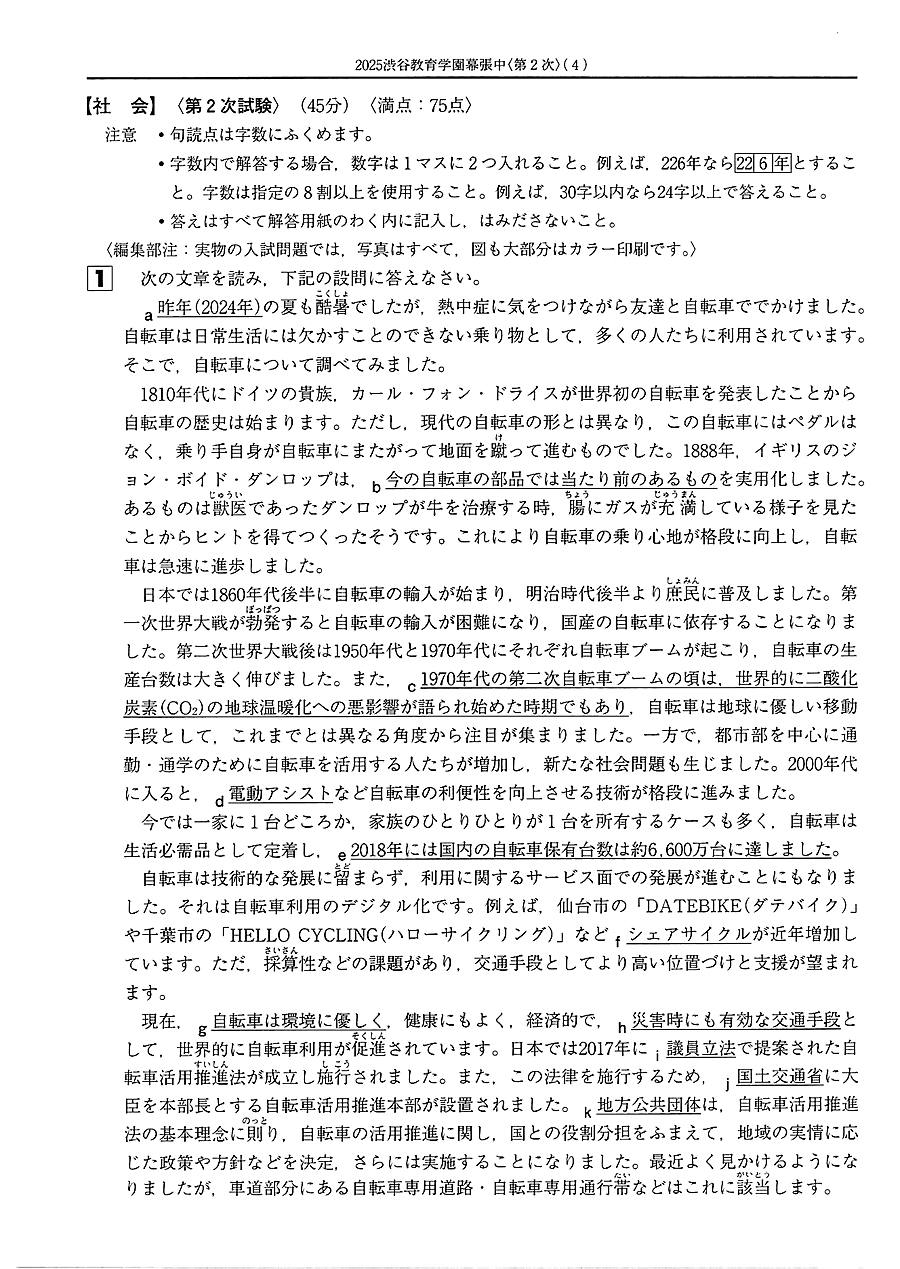 2025渋谷教育学園幕張中〈第2次〉(4)
【社　会】〈第2次試験〉(45分)〈満点：75点〉
注意　・句読点は字数にふくめます。
・字数内で解答する場合，数字は1マスに2つ入れること。例えば，226年なら22 6 年とするこ
と。字数は指定の8割以上を使用すること。例えば，30字以内なら24字以上で答えること。
・答えはすべて解答用紙のわく内に記入し，はみださないこと。
〈編集部注：実物の入試問題では，写真はすべて，図も大部分はカラー印刷です。〉
1　次の文章を読み，下記の設問に答えなさい。
こくしょ
a 昨年(2024年)の夏も酷暑でしたが，熱中症に気をつけながら友達と自転車ででかけました。
自転車は日常生活には欠かすことのできない乗り物として，多くの人たちに利用されています。
そこで，自転車について調べてみました。
1810年代にドイツの貴族，カール・フォン・ドライスが世界初の自転車を発表したことから
自転車の歴史は始まります。ただし，現代の自転車の形とは異なり，この自転車にはペダルは
け
なく，乗り手自身が自転車にまたがって地面を蹴って進むものでした。1888年，イギリスのジ
ョン・ボイド・ダンロップは，b 今の自転車の部品では当たり前のあるものを実用化しました。
じゅうい　ちょう　じゅうまん
あるものは獣医であったダンロップが牛を治療する時，腸にガスが充満している様子を見た
ことからヒントを得てつくったそうです。これにより自転車の乗り心地が格段に向上し，自転
車は急速に進歩しました。
しょみん
日本では1860年代後半に自転車の輸入が始まり，明治時代後半より庶民に普及しました。第
ぼっぱつ
一次世界大戦が勃発すると自転車の輸入が困難になり，国産の自転車に依存することになりま
した。第二次世界大戦後は1950年代と1970年代にそれぞれ自転車ブームが起こり，自転車の生
産台数は大きく伸びました。また，c 1970年代の第二次自転車ブームの頃は，世界的に二酸化
炭素(CO₂)の地球温暖化への悪影響が語られ始めた時期でもあり，自転車は地球に優しい移動
手段として，これまでとは異なる角度から注目が集まりました。一方で，都市部を中心に通
勤・通学のために自転車を活用する人たちが増加し，新たな社会問題も生じました。2000年代
に入ると，d 電動アシストなど自転車の利便性を向上させる技術が格段に進みました。
今では一家に1台どころか，家族のひとりひとりが1台を所有するケースも多く，自転車は
生活必需品として定着し，e 2018年には国内の自転車保有台数は約6,600万台に達しました。
とど
自転車は技術的な発展に留まらず，利用に関するサービス面での発展が進むことにもなりま
した。それは自転車利用のデジタル化です。例えば，仙台市の「DATEBIKE(ダテバイク)」
や千葉市の「HELLO CYCLING(ハローサイクリング)」など f シェアサイクルが近年増加し
さいさん
ています。ただ，採算性などの課題があり，交通手段としてより高い位置づけと支援が望まれ
ます。
現在，g 自転車は環境に優しく，健康にもよく，経済的で，h 災害時にも有効な交通手段と
そくしん
して，世界的に自転車利用が促進されています。日本では2017年に i 議員立法で提案された自
すいしん　しこう
転車活用推進法が成立し施行されました。また，この法律を施行するため，j 国土交通省に大
臣を本部長とする自転車活用推進本部が設置されました。k 地方公共団体は，自転車活用推進
のっと
法の基本理念に則り，自転車の活用推進に関し，国との役割分担をふまえて，地域の実情に応
じた政策や方針などを決定，さらには実施することになりました。最近よく見かけるようにな
たい　がいとう
りましたが，車道部分にある自転車専用道路・自転車専用通行帯などはこれに該当します。